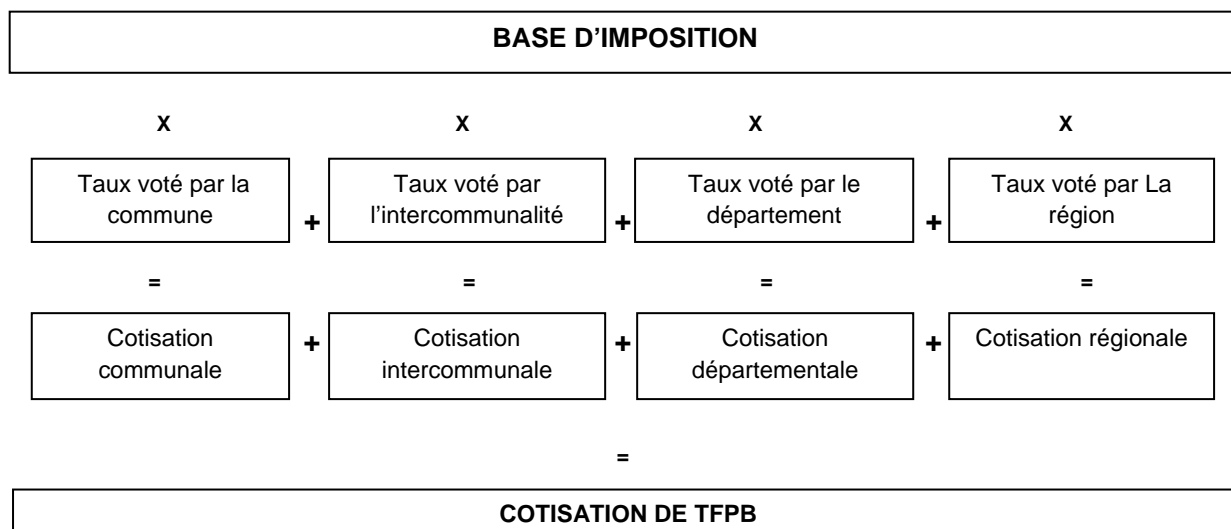 BASE D'IMPOSITION
X X X X
Taux voté par la
commune
+
Taux voté par
l'intercommunalité
+
Taux voté par le
département
+
Taux voté par La
région
= = = =
Cotisation
communale
+
Cotisation
intercommunale
+
Cotisation
départementale
+
Cotisation régionale
=
COTISATION DE TFPB